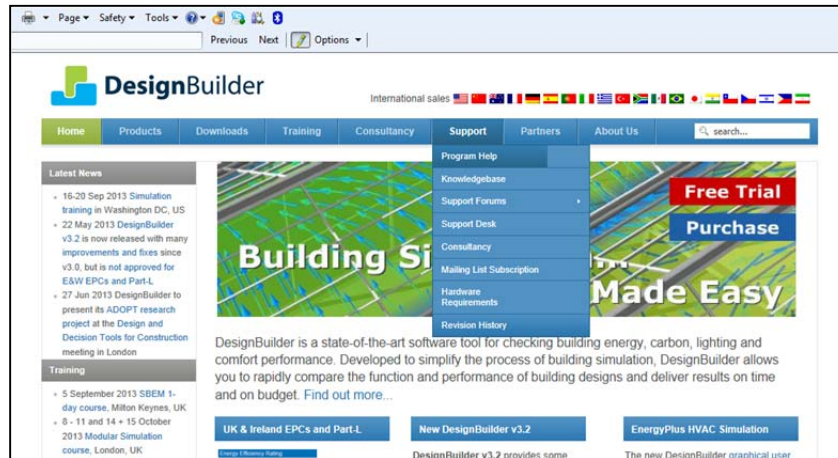 Page Safety Tools
Previous Next Options
DesignBuilder
International sales
Home Products Downloads Training Consultancy Support Partners About Us search...
Program Help
Knowledgebase
Support Forums
Support Desk
Consultancy
Mailing List Subscription
Hardware
Requirements
Revision History
Latest News
16-20 Sep 2013 Simulation
training in Washington DC, US
22 May 2013 DesignBuilder
v3.2 is now released with many
improvements and fixes since
v3.0, but is not approved for
E&W EPCs and Part-L
27 Jun 2013 DesignBuilder to
present its ADOPT research
project at the Design and
Decision Tools for Construction
meeting in London
Training
5 September 2013 SBEM 1-
day course, Milton Keynes, UK
8 - 11 and 14 + 15 October
2013 Modular Simulation
course, London, UK
Free Trial
Purchase
Building Si
Made Easy
DesignBuilder is a state-of-the-art software tool for checking building energy, carbon, lighting and
comfort performance. Developed to simplify the process of building simulation, DesignBuilder allows
you to rapidly compare the function and performance of building designs and deliver results on time
and on budget. Find out more...
UK & Ireland EPCs and Part-L
Energy Efficiency Rating
New DesignBuilder v3.2
DesignBuilder v3.2 provides some
EnergyPlus HVAC Simulation
The new DesignBuilder graphical user